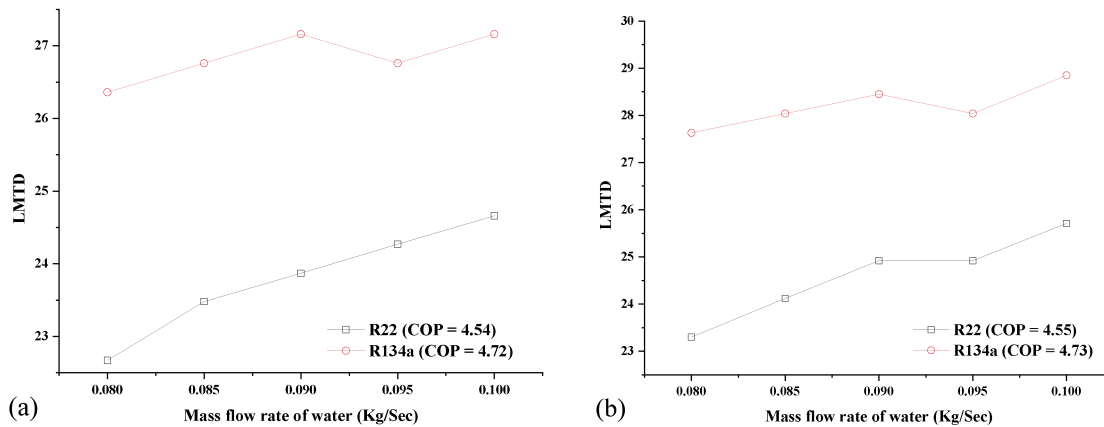 27
26
25
24
23
LMTD
R22 (COP = 4.54)
R134a (COP = 4.72)
0.080 0.085 0.090 0.095 0.100
Mass flow rate of water (Kg/Sec)
(a)
30
29
28
27
26
25
24
23
LMTD
R22 (COP = 4.55)
R134a (COP = 4.73)
0.080 0.085 0.090 0.095 0.100
Mass flow rate of water (Kg/Sec)
(b)